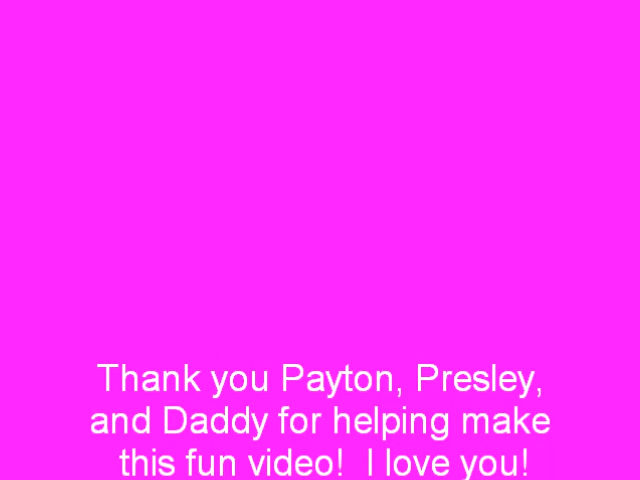 Thank you Payton, Presley,
and Daddy for helping make
this fun video!  I love you!